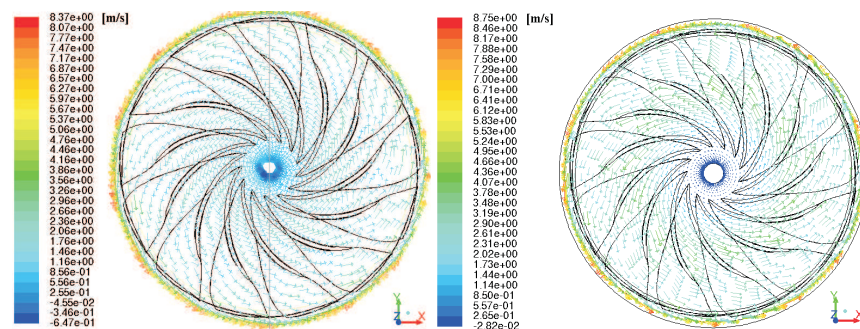 8.37e+00 [m/s]
8.07e+00
7.77e+00
7.47e+00
7.17e+00
6.87e+00
6.57e+00
6.27e+00
5.97e+00
5.67e+00
5.37e+00
5.06e+00
4.76e+00
4.46e+00
4.16e+00
3.86e+00
3.56e+00
3.26e+00
2.96e+00
2.66e+00
2.36e+00
2.06e+00
1.76e+00
1.46e+00
1.16e+00
8.56e-01
5.56e-01
2.55e-01
-4.55e-02
-3.46e-01
-6.47e-01
Y
Z X
8.75e+00 [m/s]
8.46e+00
8.17e+00
7.88e+00
7.58e+00
7.29e+00
7.00e+00
6.71e+00
6.41e+00
6.12e+00
5.83e+00
5.53e+00
5.24e+00
4.95e+00
4.66e+00
4.36e+00
4.07e+00
3.78e+00
3.48e+00
3.19e+00
2.90e+00
2.61e+00
2.31e+00
2.02e+00
1.73e+00
1.44e+00
1.14e+00
8.50e-01
5.57e-01
2.65e-01
-2.82e-02
Y
Z X